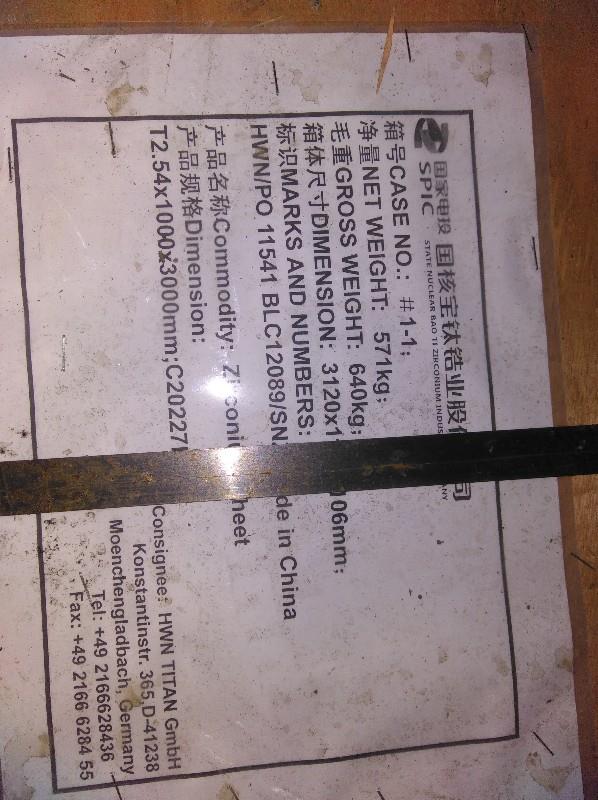 国家电投 国核宝钛锆业股份 司
SPIC STATE NUCLEAR BAO TI ZIRCONIUM INDUS ANY
箱号CASE NO.: #1-1;
净量NET WEIGHT: 571kg;
毛重GROSS WEIGHT: 640kg;
箱体尺寸DIMENSION: 3120x1 106mm;
标识MARKS AND NUMBERS:
HWN/PO 11541 BLC12089/SN. de in China
产品名称Commodity: Zirconi heet
产品规格Dimension:
T2.54x1000x3000mm;C20227
Consignee: HWN TITAN GmbH
Konstantinstr. 365,D-41238
Moenchengladbach, Germany
Tel: +49 2166628436
Fax: +49 2166 6284 55